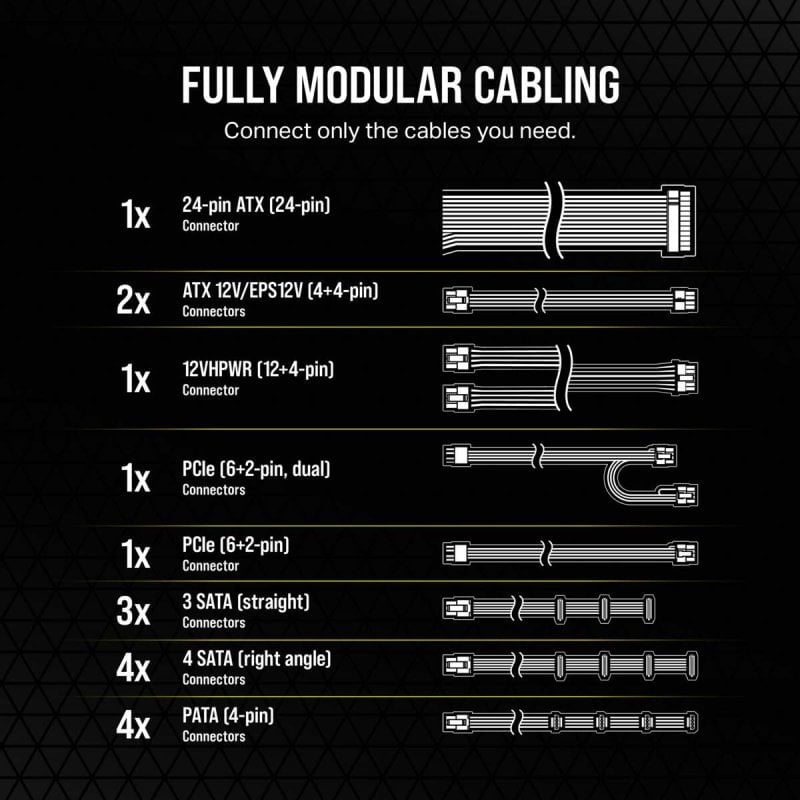 FULLY MODULAR CABLING
Connect only the cables you need.
1x
24-pin ATX (24-pin)
Connector
2x
ATX 12V/EPS12V (4+4-pin)
Connectors
1x
12VHPWR (12+4-pin)
Connector
1x
PCIe (6+2-pin, dual)
Connectors
1x
PCIe (6+2-pin)
Connector
3x
3 SATA (straight)
Connectors
4x
4 SATA (right angle)
Connectors
4x
PATA (4-pin)
Connectors